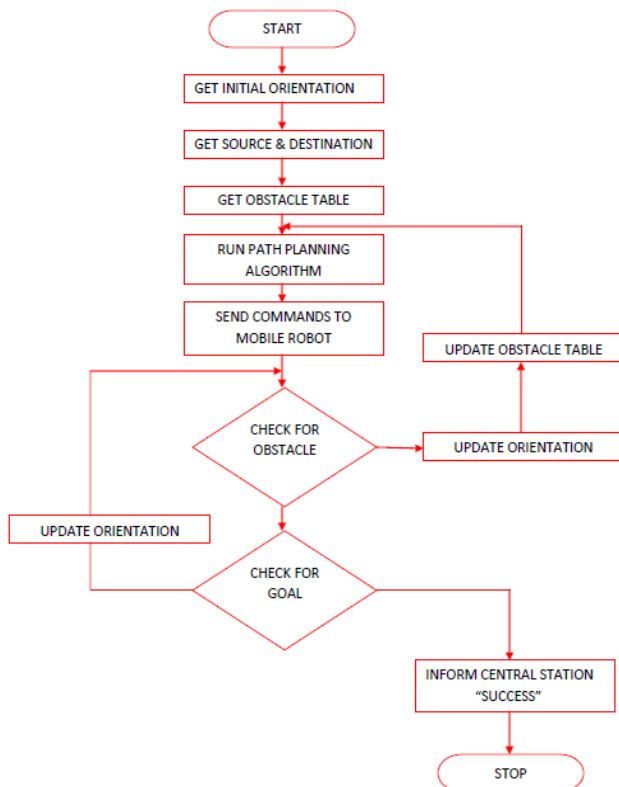 START
GET INITIAL ORIENTATION
GET SOURCE & DESTINATION
GET OBSTACLE TABLE
RUN PATH PLANNING
ALGORITHM
SEND COMMANDS TO
MOBILE ROBOT
UPDATE OBSTACLE TABLE
CHECK FOR
OBSTACLE
UPDATE ORIENTATION
UPDATE ORIENTATION
CHECK FOR
GOAL
INFORM CENTRAL STATION
“SUCCESS”
STOP